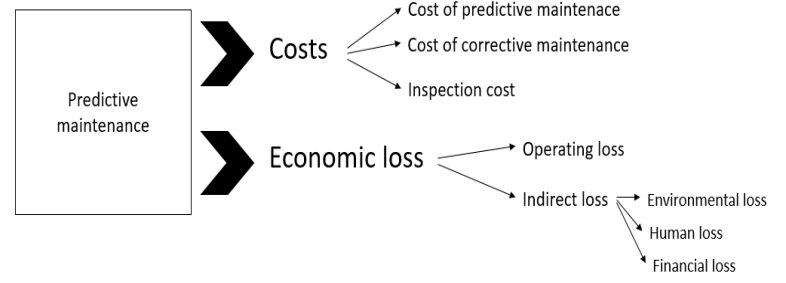 Predictive
maintenance
Costs
Cost of predictive maintenace
Cost of corrective maintenance
Inspection cost
Economic loss
Operating loss
Indirect loss
Environmental loss
Human loss
Financial loss